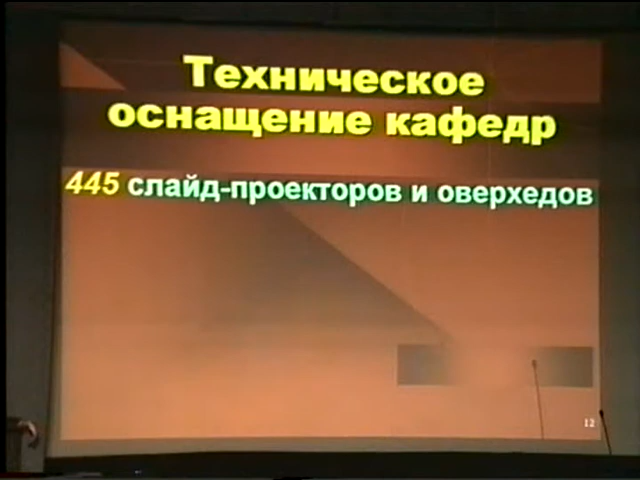 Техническое
оснащение кафедр
445 слайд-проекторов и оверхедов
12